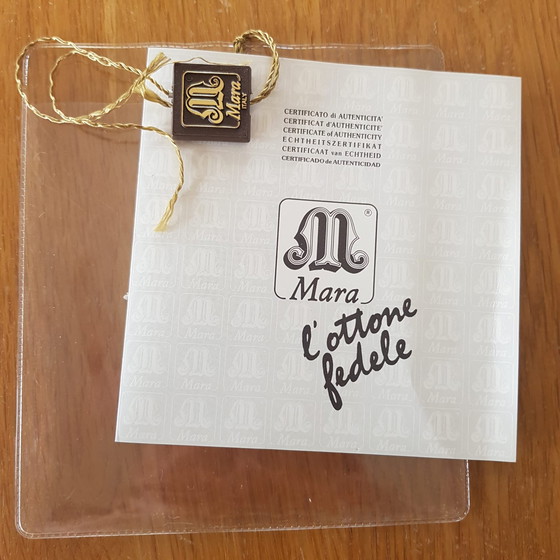 M
Mara
ITALY
CERTIFICATO di AUTENTICITA'
CERTIFICAT d'AUTHENTICITE'
CERTIFICATE of AUTHENTICITY
ECHTHEITSZERTIFIKAT
CERTIFICAAT van ECHTHEID
CERTIFICADO de AUTENTICIDAD
M ®
Mara
l'ottone
fedele